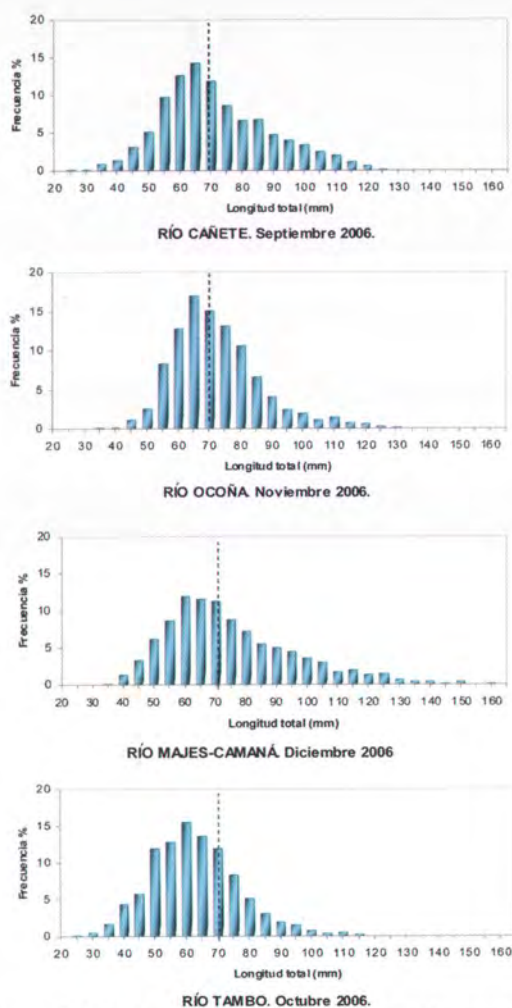 20
15
10
5
0
Frecuencia %
20 30 40 50 60 70 80 90 100 110 120 130 140 150 160
Longitud total (mm)
RÍO CAÑETE. Septiembre 2006.
20
15
10
5
0
Frecuencia %
20 30 40 50 60 70 80 90 100 110 120 130 140 150 160
Longitud total (mm)
RÍO OCOÑA. Noviembre 2006.
20
15
10
5
0
Frecuencia %
20 30 40 50 60 70 80 90 100 110 120 130 140 150 160
Longitud total (mm)
RÍO MAJES-CAMANÁ. Diciembre 2006
20
15
10
5
0
Frecuencia %
20 30 40 50 60 70 80 90 100 110 120 130 140 150 160
Longitud total (mm)
RÍO TAMBO. Octubre 2006.